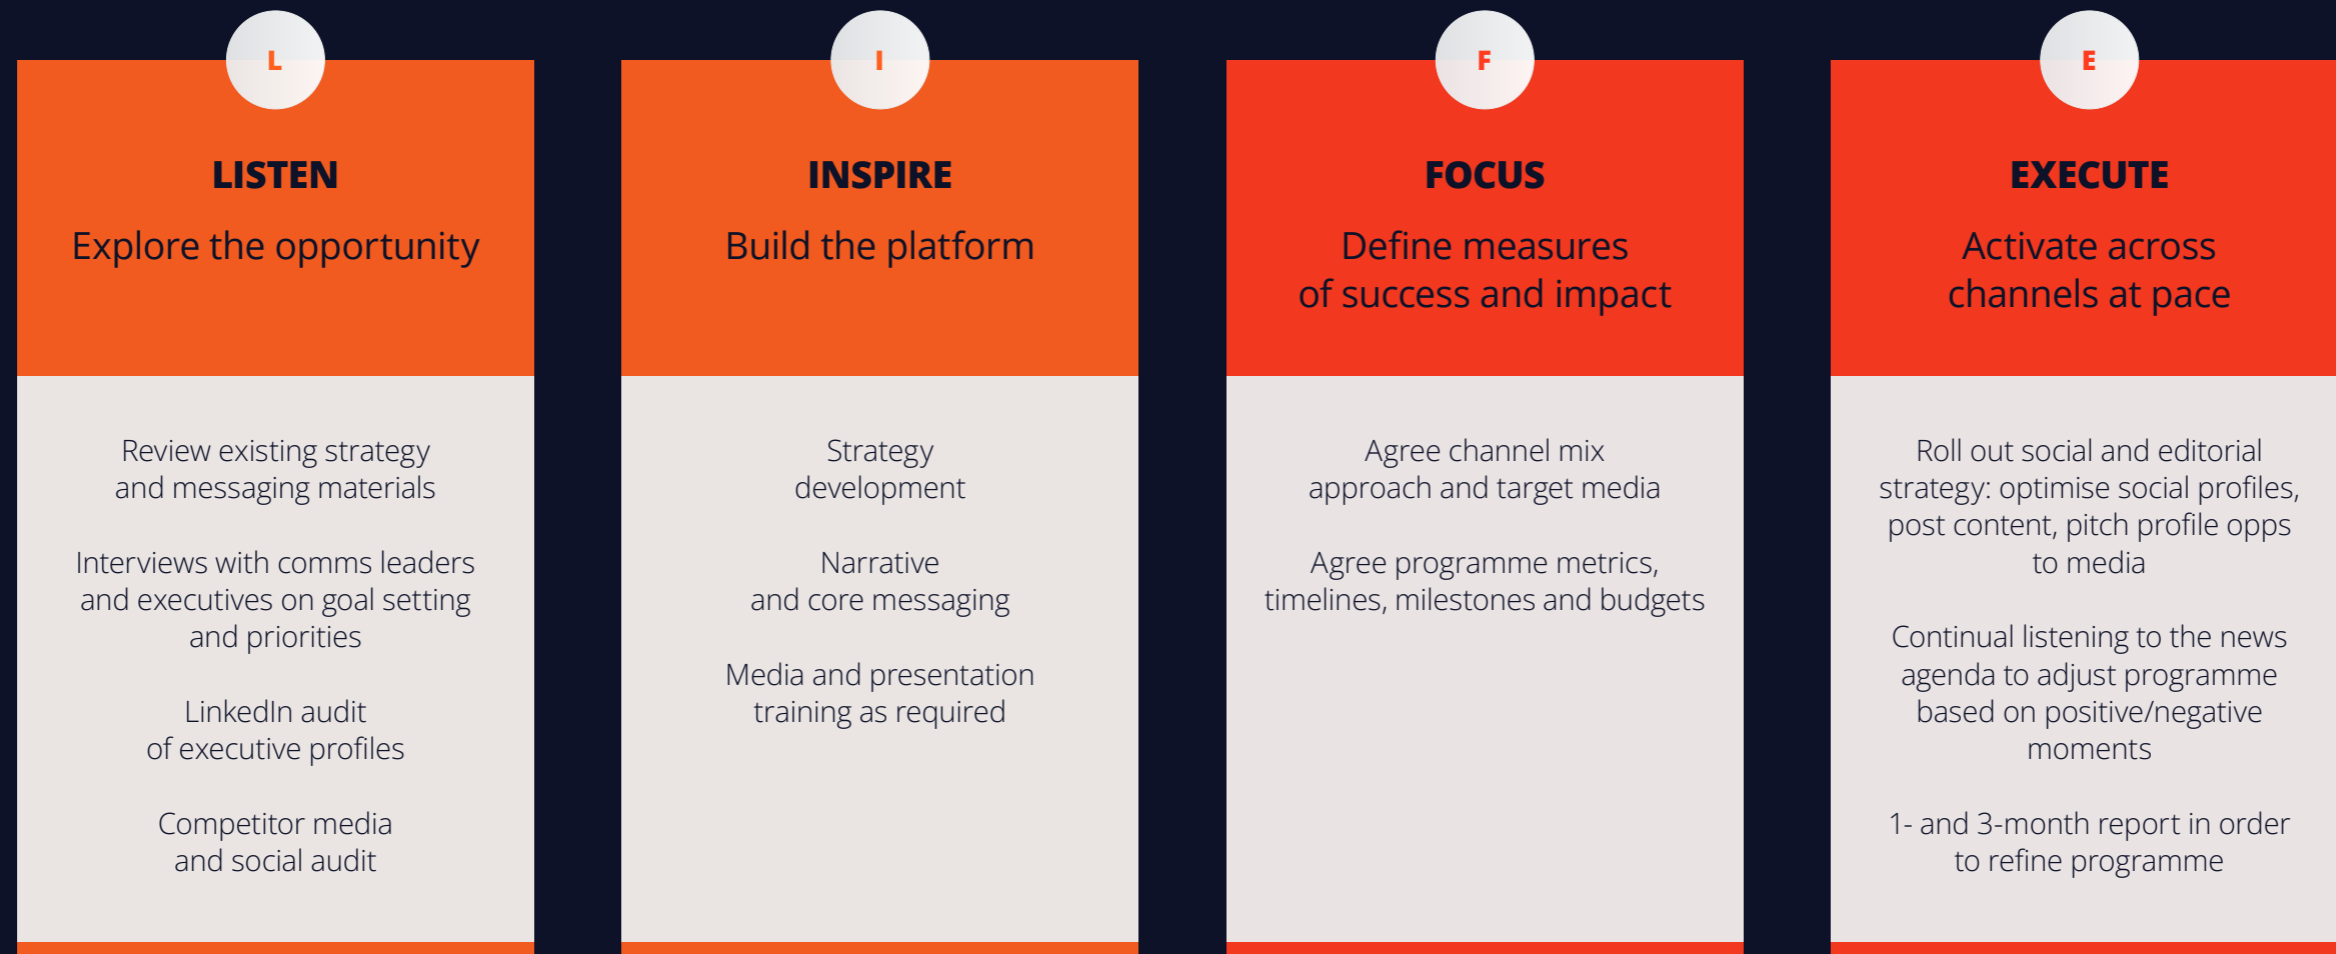 L
LISTEN
Explore the opportunity
Review existing strategy
and messaging materials
Interviews with comms leaders
and executives on goal setting
and priorities
LinkedIn audit
of executive profiles
Competitor media
and social audit
I
INSPIRE
Build the platform
Strategy
development
Narrative
and core messaging
Media and presentation
training as required
F
FOCUS
Define measures
of success and impact
Agree channel mix
approach and target media
Agree programme metrics,
timelines, milestones and budgets
E
EXECUTE
Activate across
channels at pace
Roll out social and editorial
strategy: optimise social profiles,
post content, pitch profile opps
to media
Continual listening to the news
agenda to adjust programme
based on positive/negative
moments
1- and 3-month report in order
to refine programme